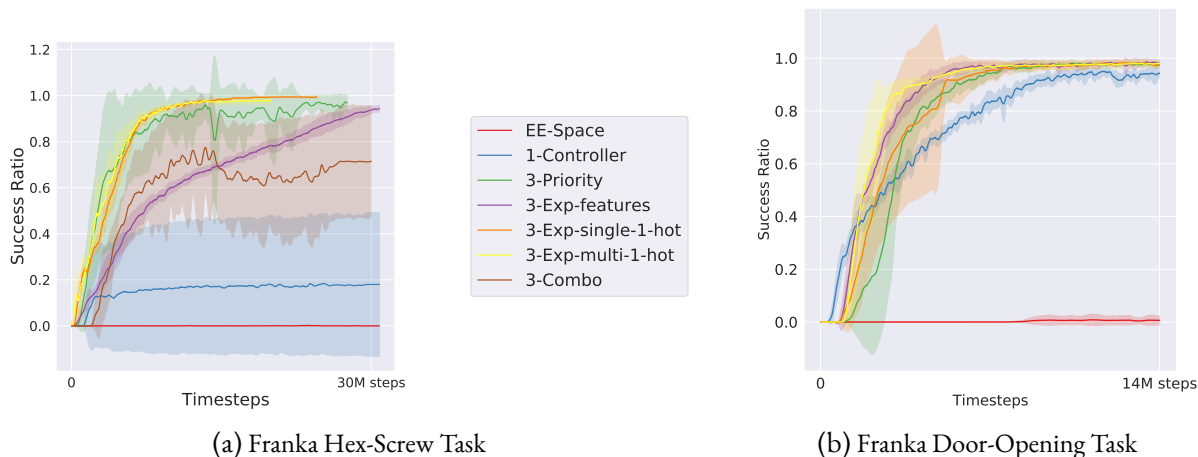 1.2
1.0
0.8
0.6
0.4
0.2
0.0
Success Ratio
0
30M steps
Timesteps
(a) Franka Hex-Screw Task
EE-Space
1-Controller
3-Priority
3-Exp-features
3-Exp-single-1-hot
3-Exp-multi-1-hot
3-Combo
1.0
0.8
0.6
0.4
0.2
0.0
Success Ratio
0
14M steps
Timesteps
(b) Franka Door-Opening Task